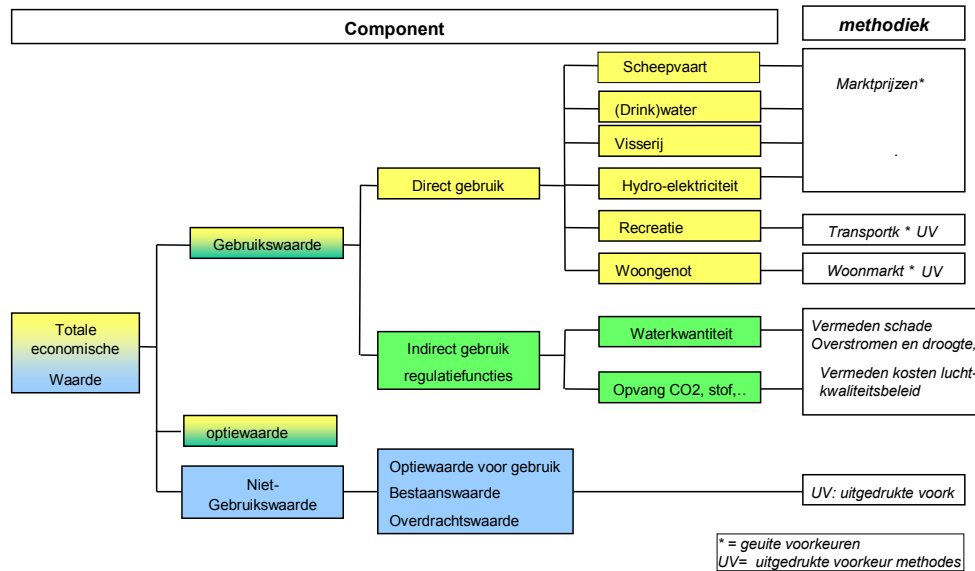 Component
methodiek
Scheepvaart
Marktprijzen*
(Drink)water
Visserij
.
Direct gebruik
Hydro-elektriciteit
Recreatie
Transportk * UV
Gebruikswaarde
Woongenot
Woonmarkt * UV
Totale
economische
Waarde
Indirect gebruik
regulatiefuncties
Waterkwantiteit
Vermeden schade
Overstromen en droogte,
Opvang CO2, stof,..
Vermeden kosten lucht-
kwaliteitsbeleid
optiewaarde
Niet-
Gebruikswaarde
Optiewaarde voor gebruik
Bestaanswaarde
Overdrachtswaarde
UV: uitgedrukte voork
* = geuite voorkeuren
UV= uitgedrukte voorkeur methodes